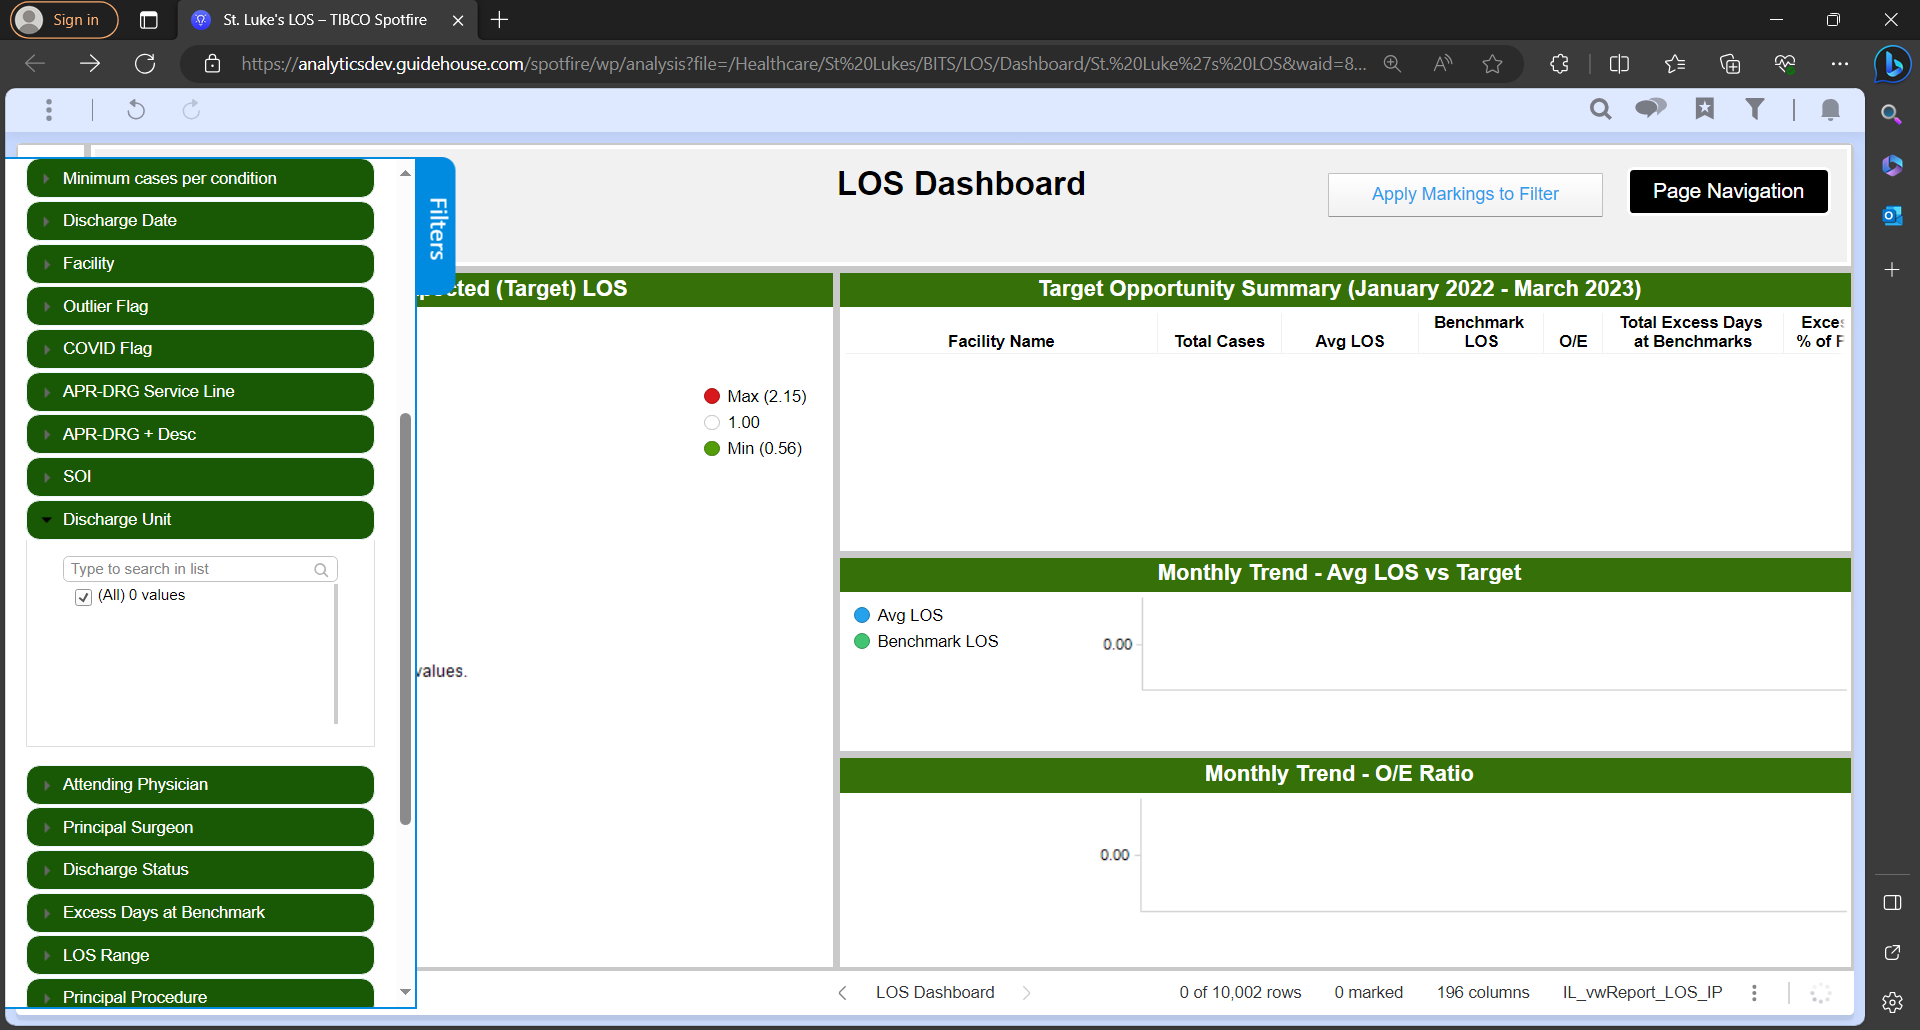 Sign in
St. Luke's LOS – TIBCO Spotfire
https://analyticsdev.guidehouse.com/spotfire/wp/analysis?file=/Healthcare/St%20Lukes/BITS/LOS/Dashboard/St.%20Luke%27s%20LOS&waid=8...
LOS Dashboard
Apply Markings to Filter
Page Navigation
Filters
Minimum cases per condition
Discharge Date
Facility
Outlier Flag
COVID Flag
APR-DRG Service Line
APR-DRG + Desc
SOI
Discharge Unit
Type to search in list
(All) 0 values
Attending Physician
Principal Surgeon
Discharge Status
Excess Days at Benchmark
LOS Range
Principal Procedure
(Target) LOS
Max (2.15)
1.00
Min (0.56)
values.
Target Opportunity Summary (January 2022 - March 2023)
Facility Name
Total Cases
Avg LOS
Benchmark
LOS
O/E
Total Excess Days
at Benchmarks
% of
Monthly Trend - Avg LOS vs Target
Avg LOS
Benchmark LOS
0.00
Monthly Trend - O/E Ratio
0.00
LOS Dashboard
0 of 10,002 rows
0 marked
196 columns
IL_vwReport_LOS_IP